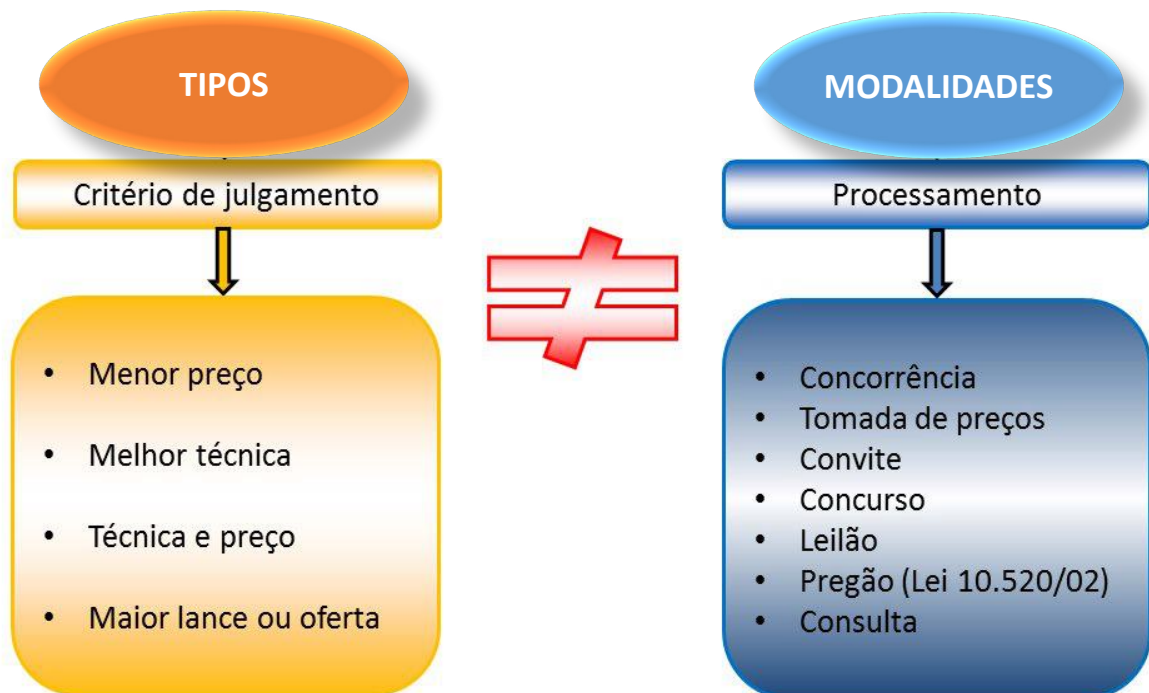 TIPOS
Critério de julgamento
• Menor preço
• Melhor técnica
• Técnica e preço
• Maior lance ou oferta
≠
MODALIDADES
Processamento
• Concorrência
• Tomada de preços
• Convite
• Concurso
• Leilão
• Pregão (Lei 10.520/02)
• Consulta